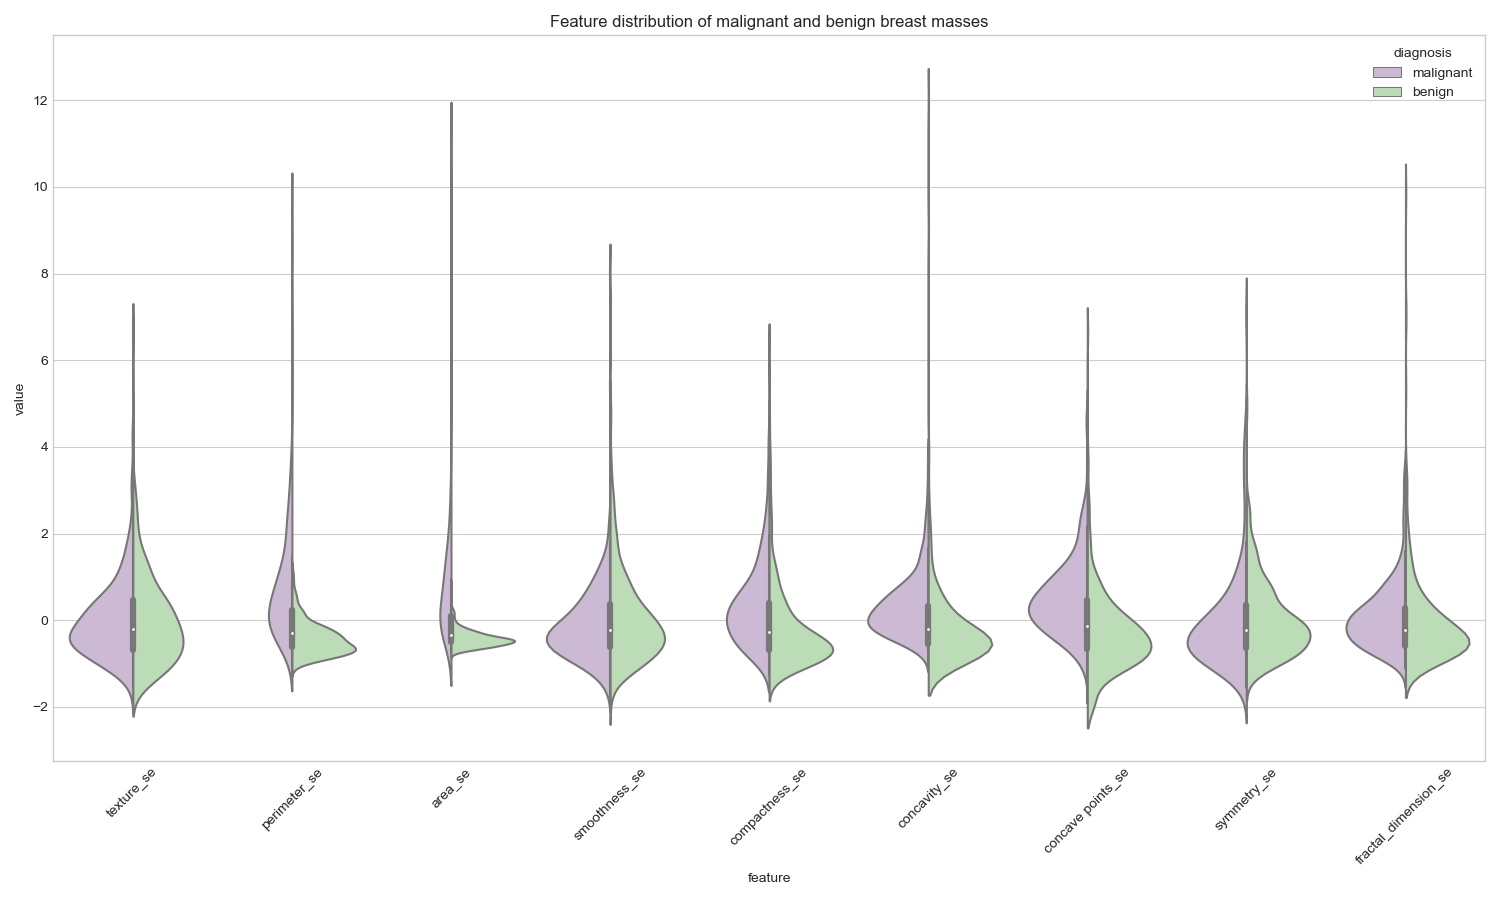 Feature distribution of malignant and benign breast masses
diagnosis
malignant
benign
12
10
8
6
4
2
0
−2
value
texture_se
perimeter_se
area_se
smoothness_se
compactness_se
concavity_se
concave points_se
symmetry_se
fractal_dimension_se
feature